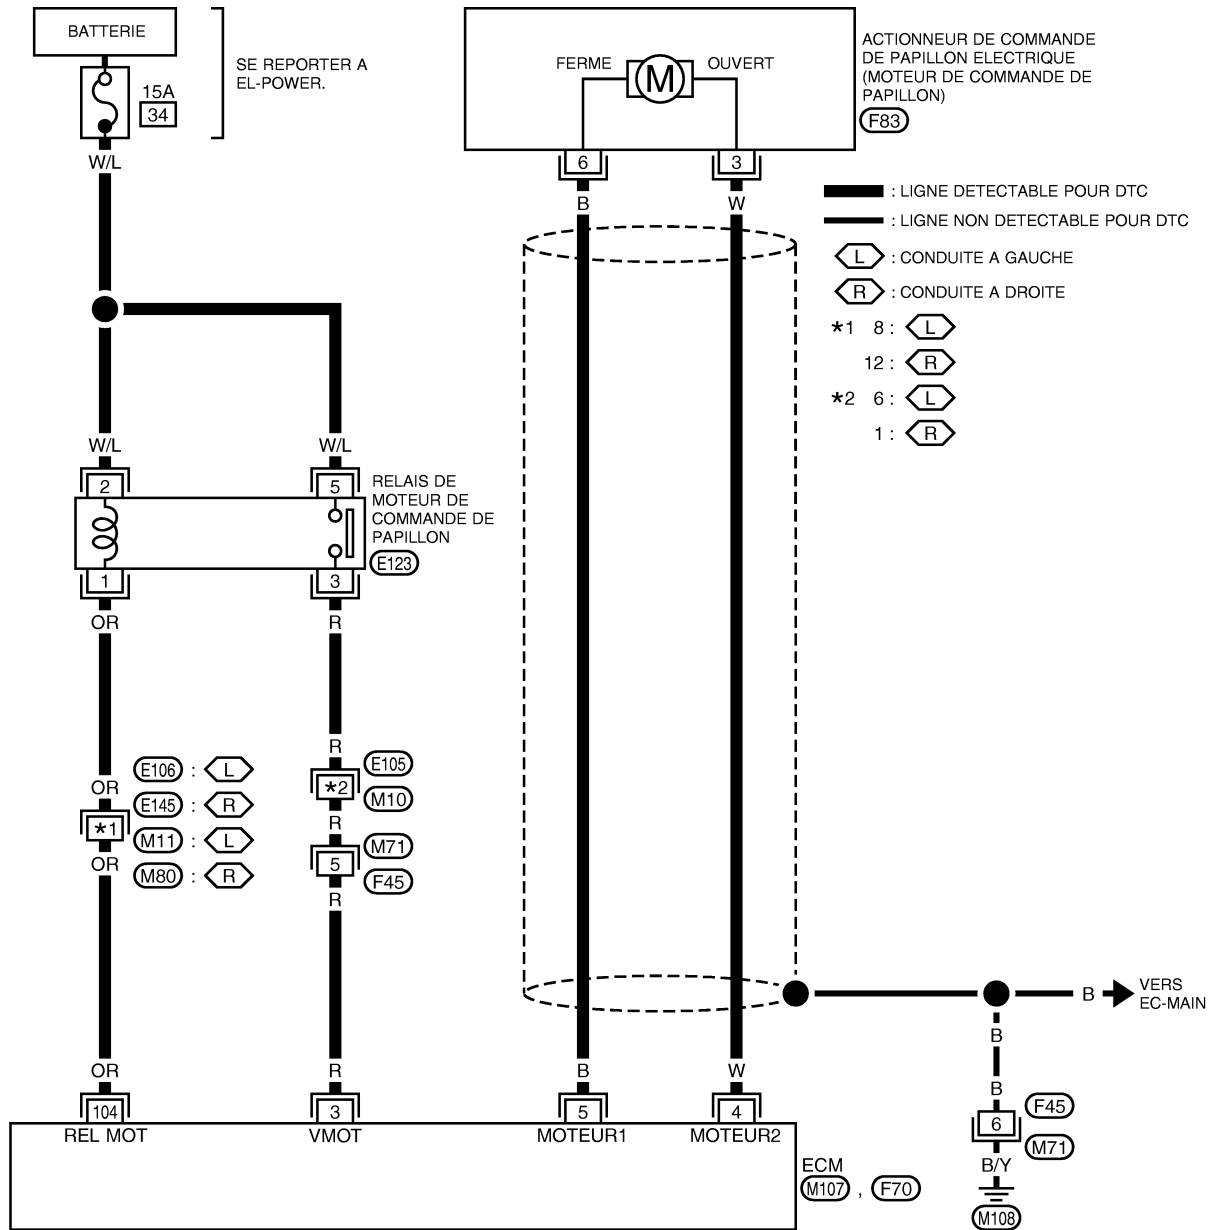 BATTERIE
15A
34
SE REPORTER A
EL-POWER.
W/L
FERME
M
OUVERT
ACTIONNEUR DE COMMANDE
DE PAPILLON ELECTRIQUE
(MOTEUR DE COMMANDE DE
PAPILLON)
F83
6
3
B
W
: LIGNE DETECTABLE POUR DTC
: LIGNE NON DETECTABLE POUR DTC
L : CONDUITE A GAUCHE
R : CONDUITE A DROITE
*1 8 : L
12 : R
*2 6 : L
1 : R
W/L
W/L
2
5
RELAIS DE
MOTEUR DE
COMMANDE DE
PAPILLON
E123
1
3
OR
R
OR
*1
OR
E106 : L
E145 : R
M11 : L
M80 : R
R
*2
R
5
R
E105
M10
M71
F45
B
VERS
EC-MAIN
B
B
F45
6
M71
B/Y
M108
OR
R
B
W
104
3
5
4
REL MOT
VMOT
MOTEUR1
MOTEUR2
ECM
M107 , F70